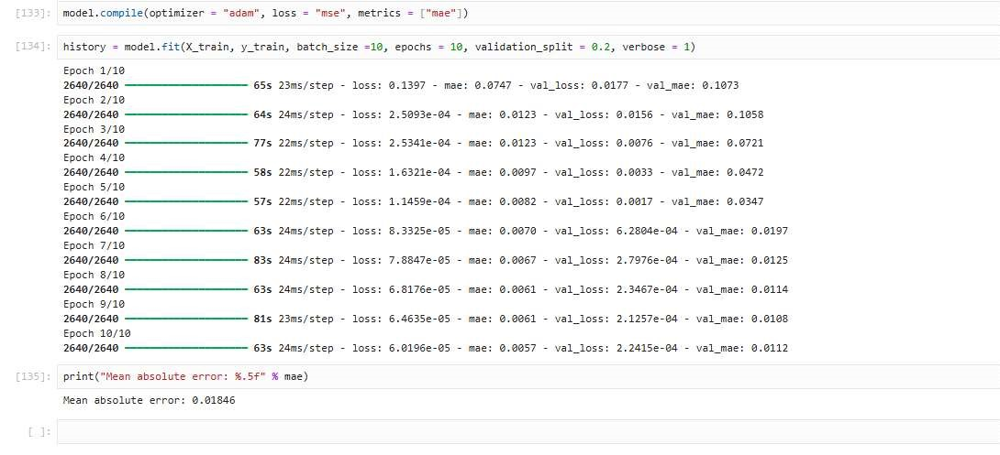 [133]: model.compile(optimizer = "adam", loss = "mse", metrics = ["mae"])
[134]: history = model.fit(X_train, y_train, batch_size =10, epochs = 10, validation_split = 0.2, verbose = 1)
Epoch 1/10
2640/2640 ━━━━━━━━━━━━━━━━━━━━ 65s 23ms/step - loss: 0.1397 - mae: 0.0747 - val_loss: 0.0177 - val_mae: 0.1073
Epoch 2/10
2640/2640 ━━━━━━━━━━━━━━━━━━━━ 64s 24ms/step - loss: 2.5093e-04 - mae: 0.0123 - val_loss: 0.0156 - val_mae: 0.1058
Epoch 3/10
2640/2640 ━━━━━━━━━━━━━━━━━━━━ 77s 22ms/step - loss: 2.5341e-04 - mae: 0.0123 - val_loss: 0.0076 - val_mae: 0.0721
Epoch 4/10
2640/2640 ━━━━━━━━━━━━━━━━━━━━ 58s 22ms/step - loss: 1.6321e-04 - mae: 0.0097 - val_loss: 0.0033 - val_mae: 0.0472
Epoch 5/10
2640/2640 ━━━━━━━━━━━━━━━━━━━━ 57s 22ms/step - loss: 1.1459e-04 - mae: 0.0082 - val_loss: 0.0017 - val_mae: 0.0347
Epoch 6/10
2640/2640 ━━━━━━━━━━━━━━━━━━━━ 63s 24ms/step - loss: 8.3325e-05 - mae: 0.0070 - val_loss: 6.2804e-04 - val_mae: 0.0197
Epoch 7/10
2640/2640 ━━━━━━━━━━━━━━━━━━━━ 83s 24ms/step - loss: 7.8847e-05 - mae: 0.0067 - val_loss: 2.7976e-04 - val_mae: 0.0125
Epoch 8/10
2640/2640 ━━━━━━━━━━━━━━━━━━━━ 63s 24ms/step - loss: 6.8176e-05 - mae: 0.0061 - val_loss: 2.3467e-04 - val_mae: 0.0114
Epoch 9/10
2640/2640 ━━━━━━━━━━━━━━━━━━━━ 81s 23ms/step - loss: 6.4635e-05 - mae: 0.0061 - val_loss: 2.1257e-04 - val_mae: 0.0108
Epoch 10/10
2640/2640 ━━━━━━━━━━━━━━━━━━━━ 63s 24ms/step - loss: 6.0196e-05 - mae: 0.0057 - val_loss: 2.2415e-04 - val_mae: 0.0112
[135]: print("Mean absolute error: %.5f" % mae)
Mean absolute error: 0.01846
[ ]: